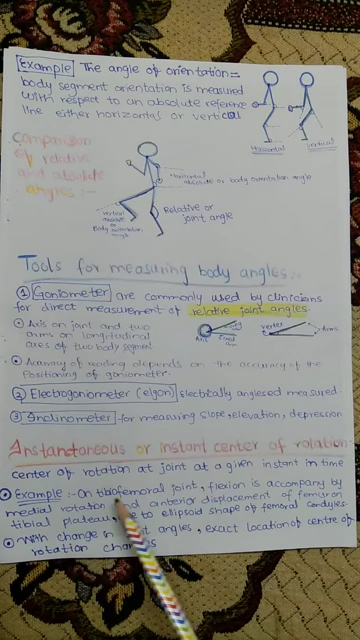 Example The angle of orientation =
body segment orientation is measured
with respect to an absolute reference
line either horizontal or vertical
Horizontal
vertical
Comparison
of relative
and absolute
angles :-
Horizontal absolute or body orientation angle
vertical absolute or Body orientation angle
Relative or
joint angle
Tools for measuring body angles :-
① Goniometer are commonly used by clinicians
for direct measurement of relative joint angles.
Axis on joint and two
arms on longitudinal
axes of two body segment
Axis
vertex
Arms
Accuracy of reading depends on the accuracy of the
Positioning of goniometer.
② Electrogoniometer (elgon) electrically angles measured
③ Inclinometer for measuring slope, elevation, depression
Instantaneous or instant center of rotation
center of rotation at joint at a given instant in time
Example :- On tibiofemoral joint, flexion is accompany by
medial rotation and anterior displacement of femur on
tibial plateau, to ellipsoid shape of femoral condyles.
With change in angles, exact location of centre of
rotation changes